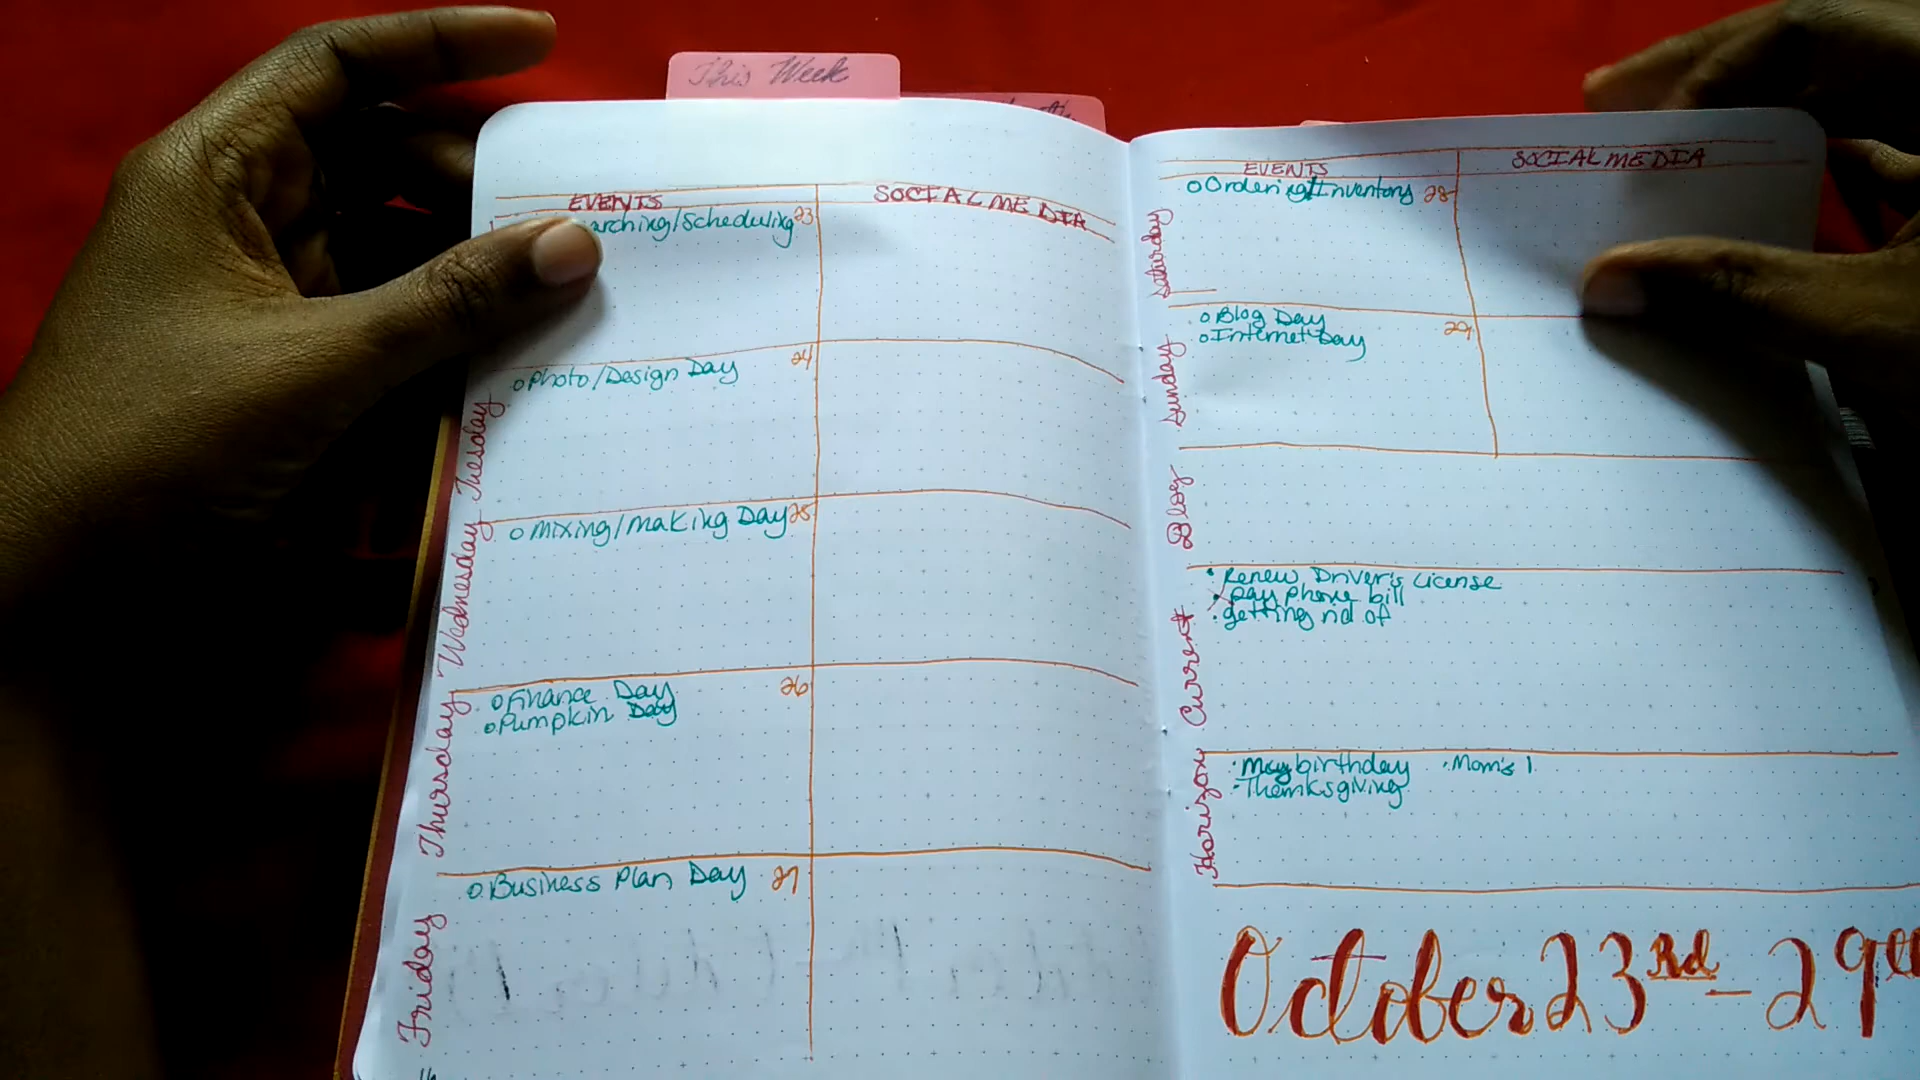 This Week
EVENTS
SOCIAL MEDIA
arching/Scheduling 23
Tuesday
o Photo/Design Day 24
Wednesday
o Mixing/Making Day 25
Thursday
o Finance Day 26
o Pumpkin Day
Friday
o Business Plan Day 27
EVENTS
SOCIAL MEDIA
Saturday
o Ordering/Inventory 28
Sunday
o Blog Day 29
o Internet Day
Blog
Current
• Renew Driver's License
• pay phone bill
• getting rid of
Horizon
• birthday • Mom's
• Thanksgiving
October 23rd - 29